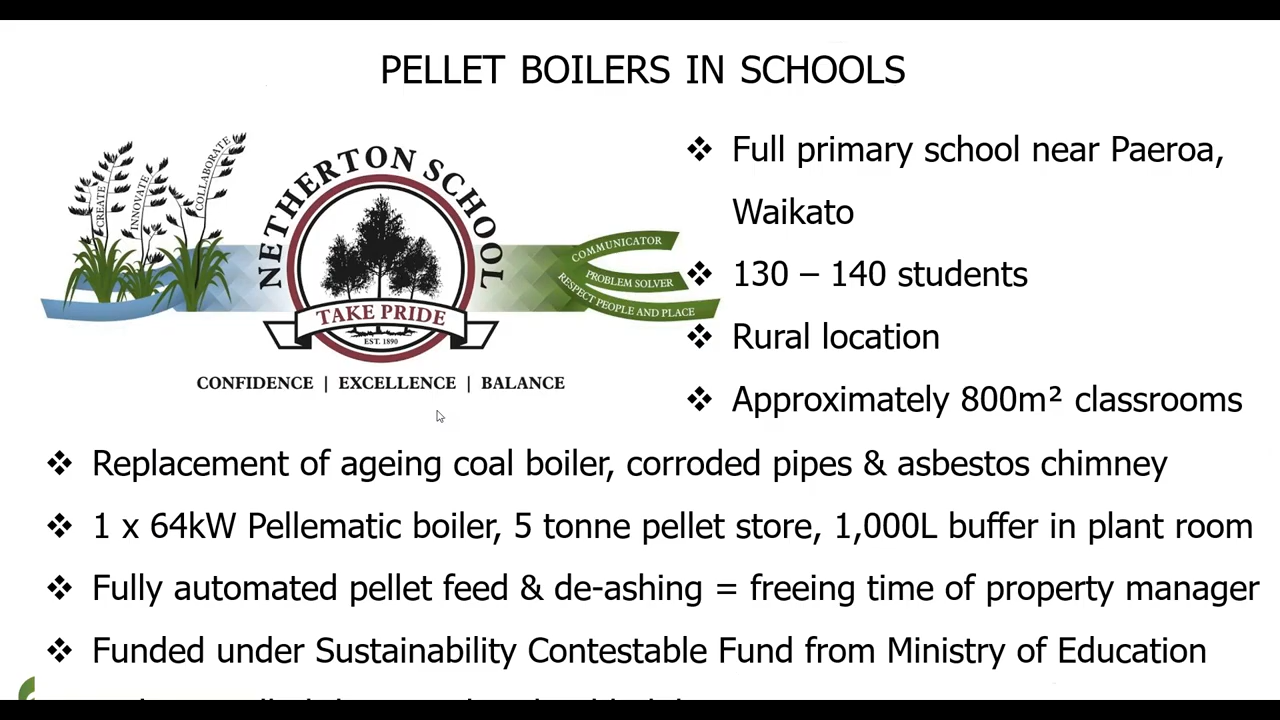 PELLET BOILERS IN SCHOOLS
CREATE
INNOVATE
COLLABORATE
NETHERTON SCHOOL
TAKE PRIDE
EST. 1890
COMMUNICATOR
PROBLEM SOLVER
RESPECT PEOPLE AND PLACE
CONFIDENCE | EXCELLENCE | BALANCE
❖ Full primary school near Paeroa,
Waikato
❖ 130 – 140 students
❖ Rural location
❖ Approximately 800m² classrooms
❖ Replacement of ageing coal boiler, corroded pipes & asbestos chimney
❖ 1 x 64kW Pellematic boiler, 5 tonne pellet store, 1,000L buffer in plant room
❖ Fully automated pellet feed & de-ashing = freeing time of property manager
❖ Funded under Sustainability Contestable Fund from Ministry of Education